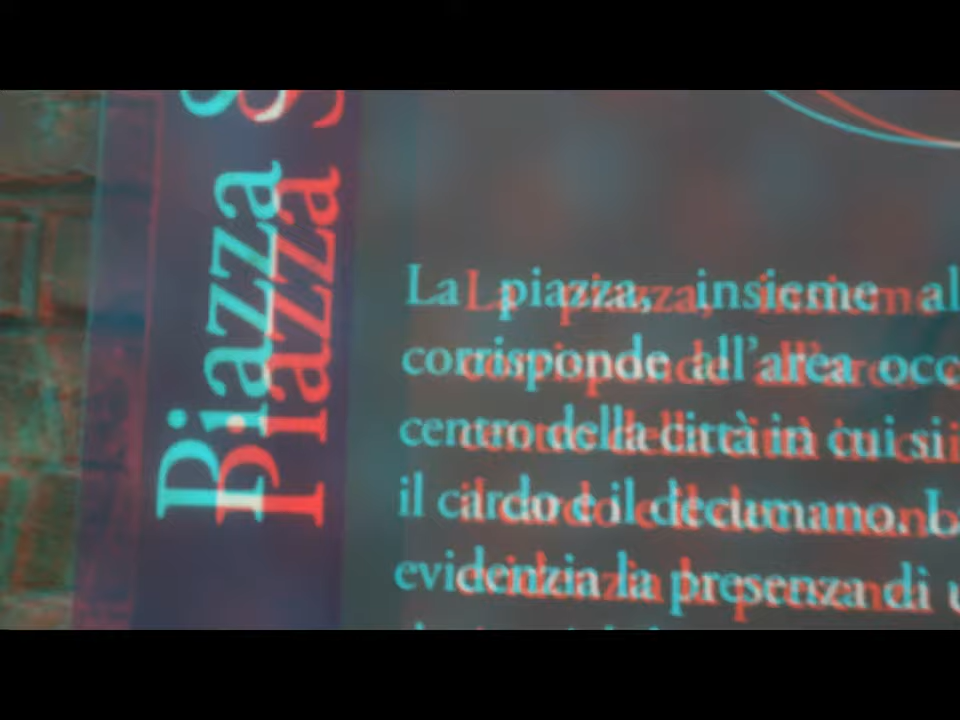 Piazza
La piazza, insieme al
corrisponde all'area occ
centro della città in cui si
il cardo e il decumano.
evidenzia la presenza di